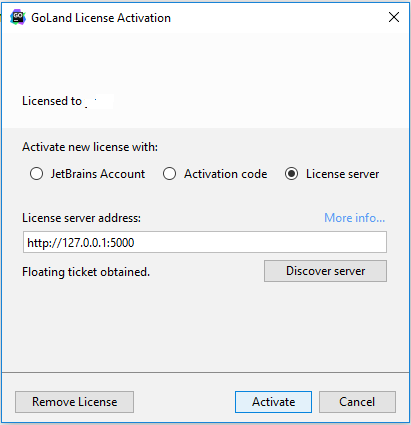 GoLand License Activation
Licensed to
Activate new license with:
JetBrains Account Activation code License server
License server address: More info...
http://127.0.0.1:5000
Floating ticket obtained. Discover server
Remove License Activate Cancel